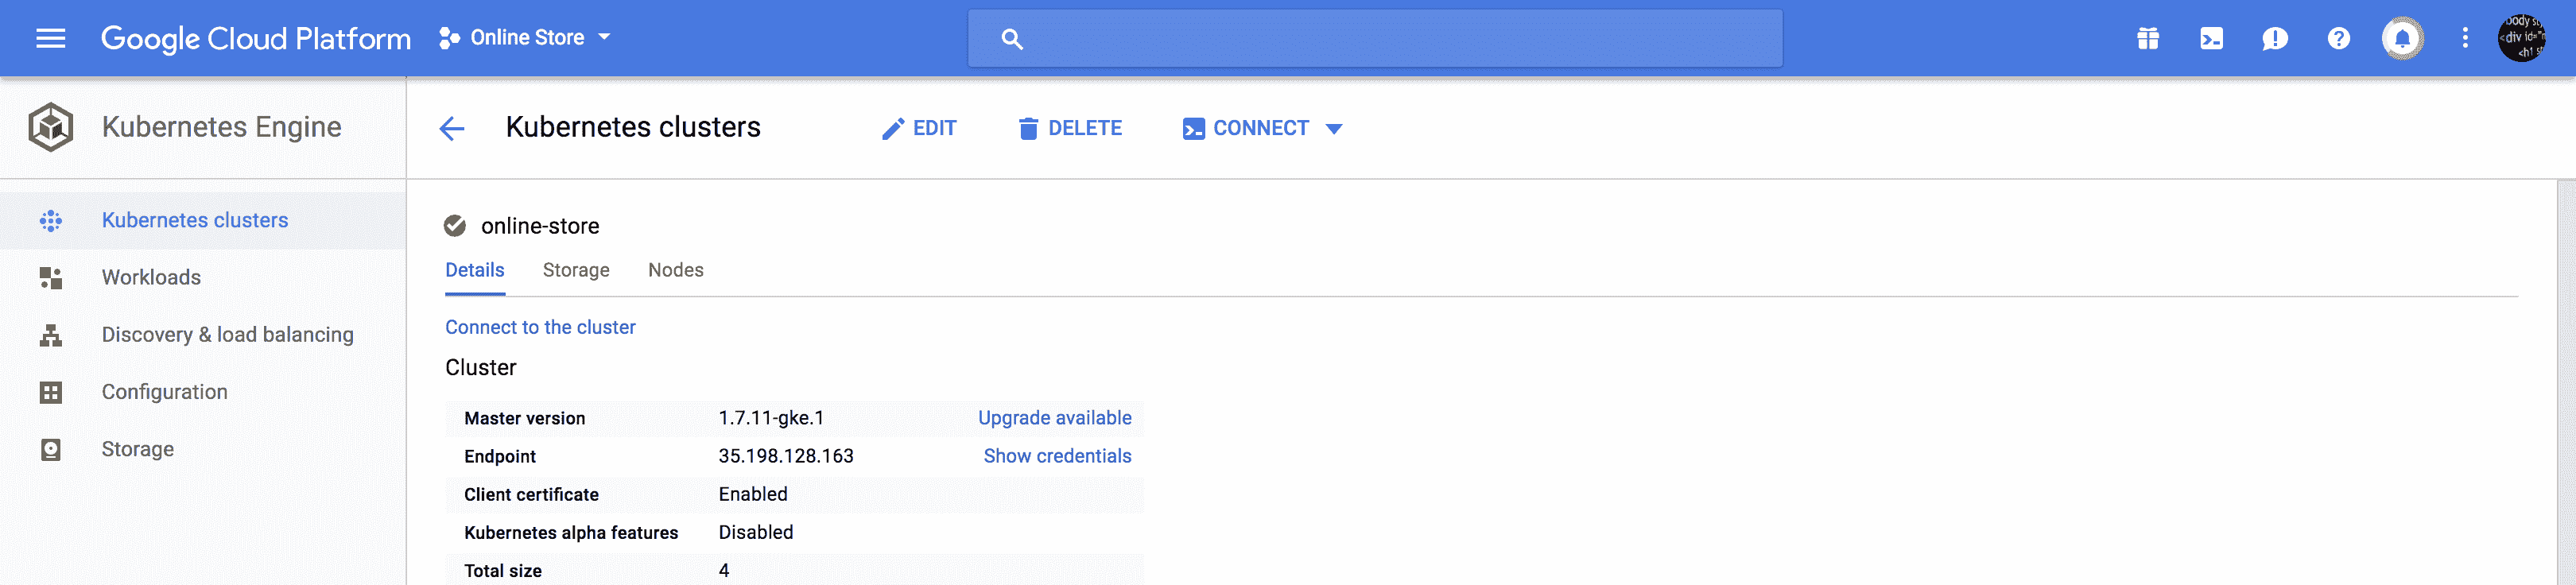 Google Cloud Platform Online Store
Kubernetes Engine
Kubernetes clusters EDIT DELETE CONNECT
Kubernetes clusters
Workloads
Discovery & load balancing
Configuration
Storage
online-store
Details Storage Nodes
Connect to the cluster
Cluster
Master version 1.7.11-gke.1 Upgrade available
Endpoint 35.198.128.163 Show credentials
Client certificate Enabled
Kubernetes alpha features Disabled
Total size 4